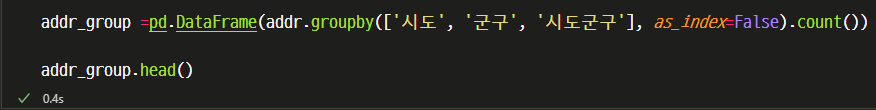 addr_group =pd.DataFrame(addr.groupby(['시도', '군구', '시도군구'], as_index=False).count())
addr_group.head()
0.4s